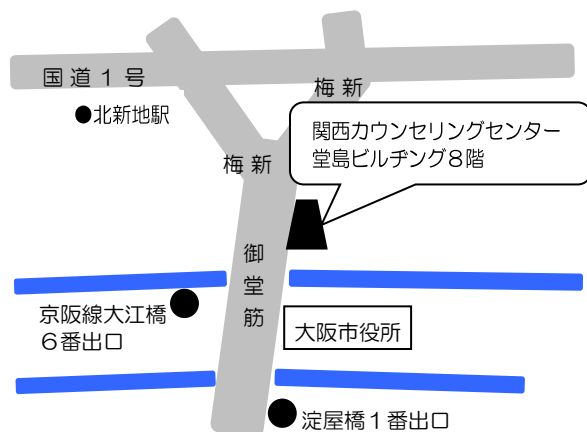 国道１号
梅新
●北新地駅
関西カウンセリングセンター
堂島ビルヂング８階
梅新
御堂筋
京阪線大江橋
６番出口
大阪市役所
淀屋橋１番出口